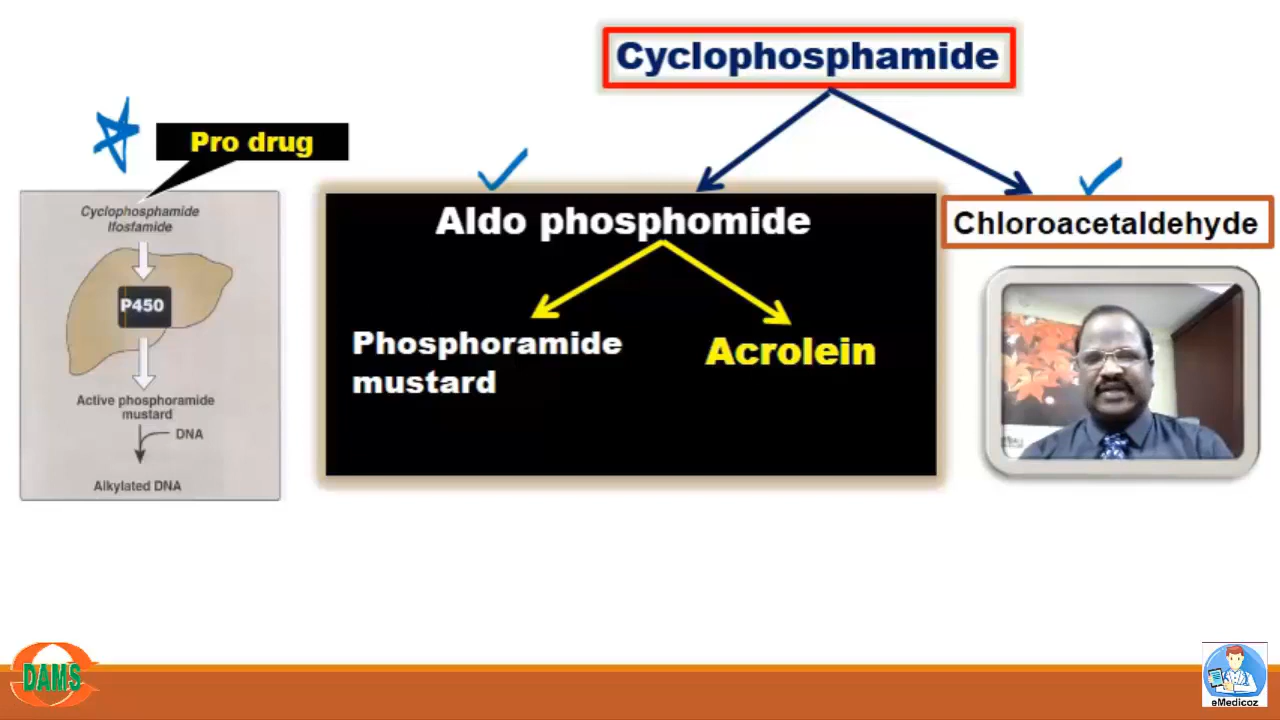 Cyclophosphamide
Pro drug
Cyclophosphamide
Ifosfamide
P450
Active phosphoramide
mustard
DNA
Alkylated DNA
Aldo phosphomide
Phosphoramide
mustard
Acrolein
Chloroacetaldehyde
DAMS
eMedicoz